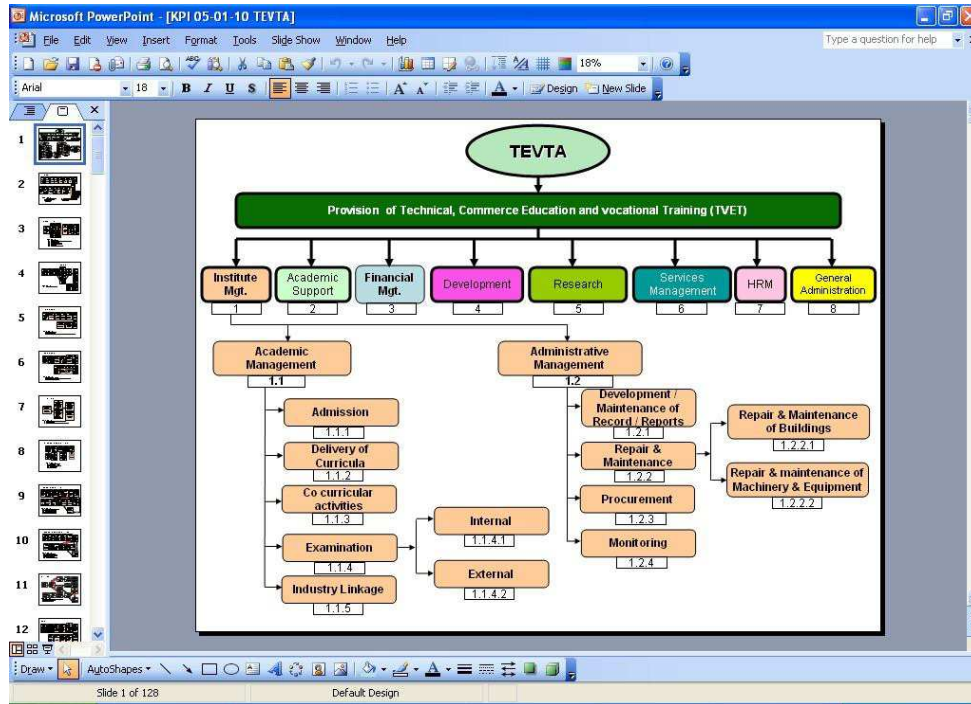 Microsoft PowerPoint - [KPI 05-01-10 TEVTA]
File Edit View Insert Format Tools Slide Show Window Help
Type a question for help
18%
Arial
18
B I U S
Design
New Slide
1
2
3
4
5
6
7
8
9
10
11
12
TEVTA
Provision of Technical, Commerce Education and vocational Training (TVET)
Institute
Mgt.
1
Academic
Support
2
Financial
Mgt.
3
Development
4
Research
5
Services
Management
6
HRM
7
General
Administration
8
Academic
Management
1.1
Admission
1.1.1
Delivery of
Curricula
1.1.2
Co curricular
activities
1.1.3
Examination
1.1.4
Internal
1.1.4.1
External
1.1.4.2
Industry Linkage
1.1.5
Administrative
Management
1.2
Development /
Maintenance of
Record / Reports
1.2.1
Repair &
Maintenance
1.2.2
Repair & Maintenance
of Buildings
1.2.2.1
Repair & maintenance of
Machinery & Equipment
1.2.2.2
Procurement
1.2.3
Monitoring
1.2.4
Draw
AutoShapes
Slide 1 of 128
Default Design